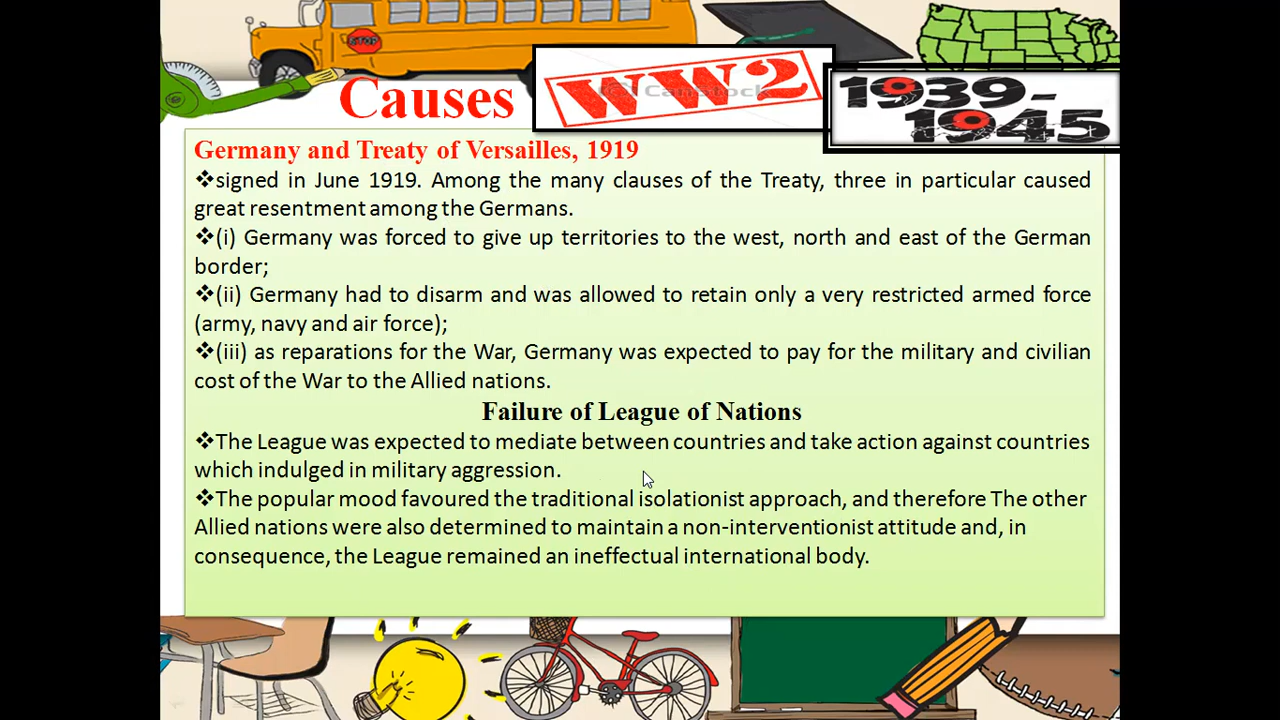 STOP
Causes
WW2
1939-
1945
Germany and Treaty of Versailles, 1919
❖signed in June 1919. Among the many clauses of the Treaty, three in particular caused
great resentment among the Germans.
❖(i) Germany was forced to give up territories to the west, north and east of the German
border;
❖(ii) Germany had to disarm and was allowed to retain only a very restricted armed force
(army, navy and air force);
❖(iii) as reparations for the War, Germany was expected to pay for the military and civilian
cost of the War to the Allied nations.
Failure of League of Nations
❖The League was expected to mediate between countries and take action against countries
which indulged in military aggression.
❖The popular mood favoured the traditional isolationist approach, and therefore The other
Allied nations were also determined to maintain a non-interventionist attitude and, in
consequence, the League remained an ineffectual international body.